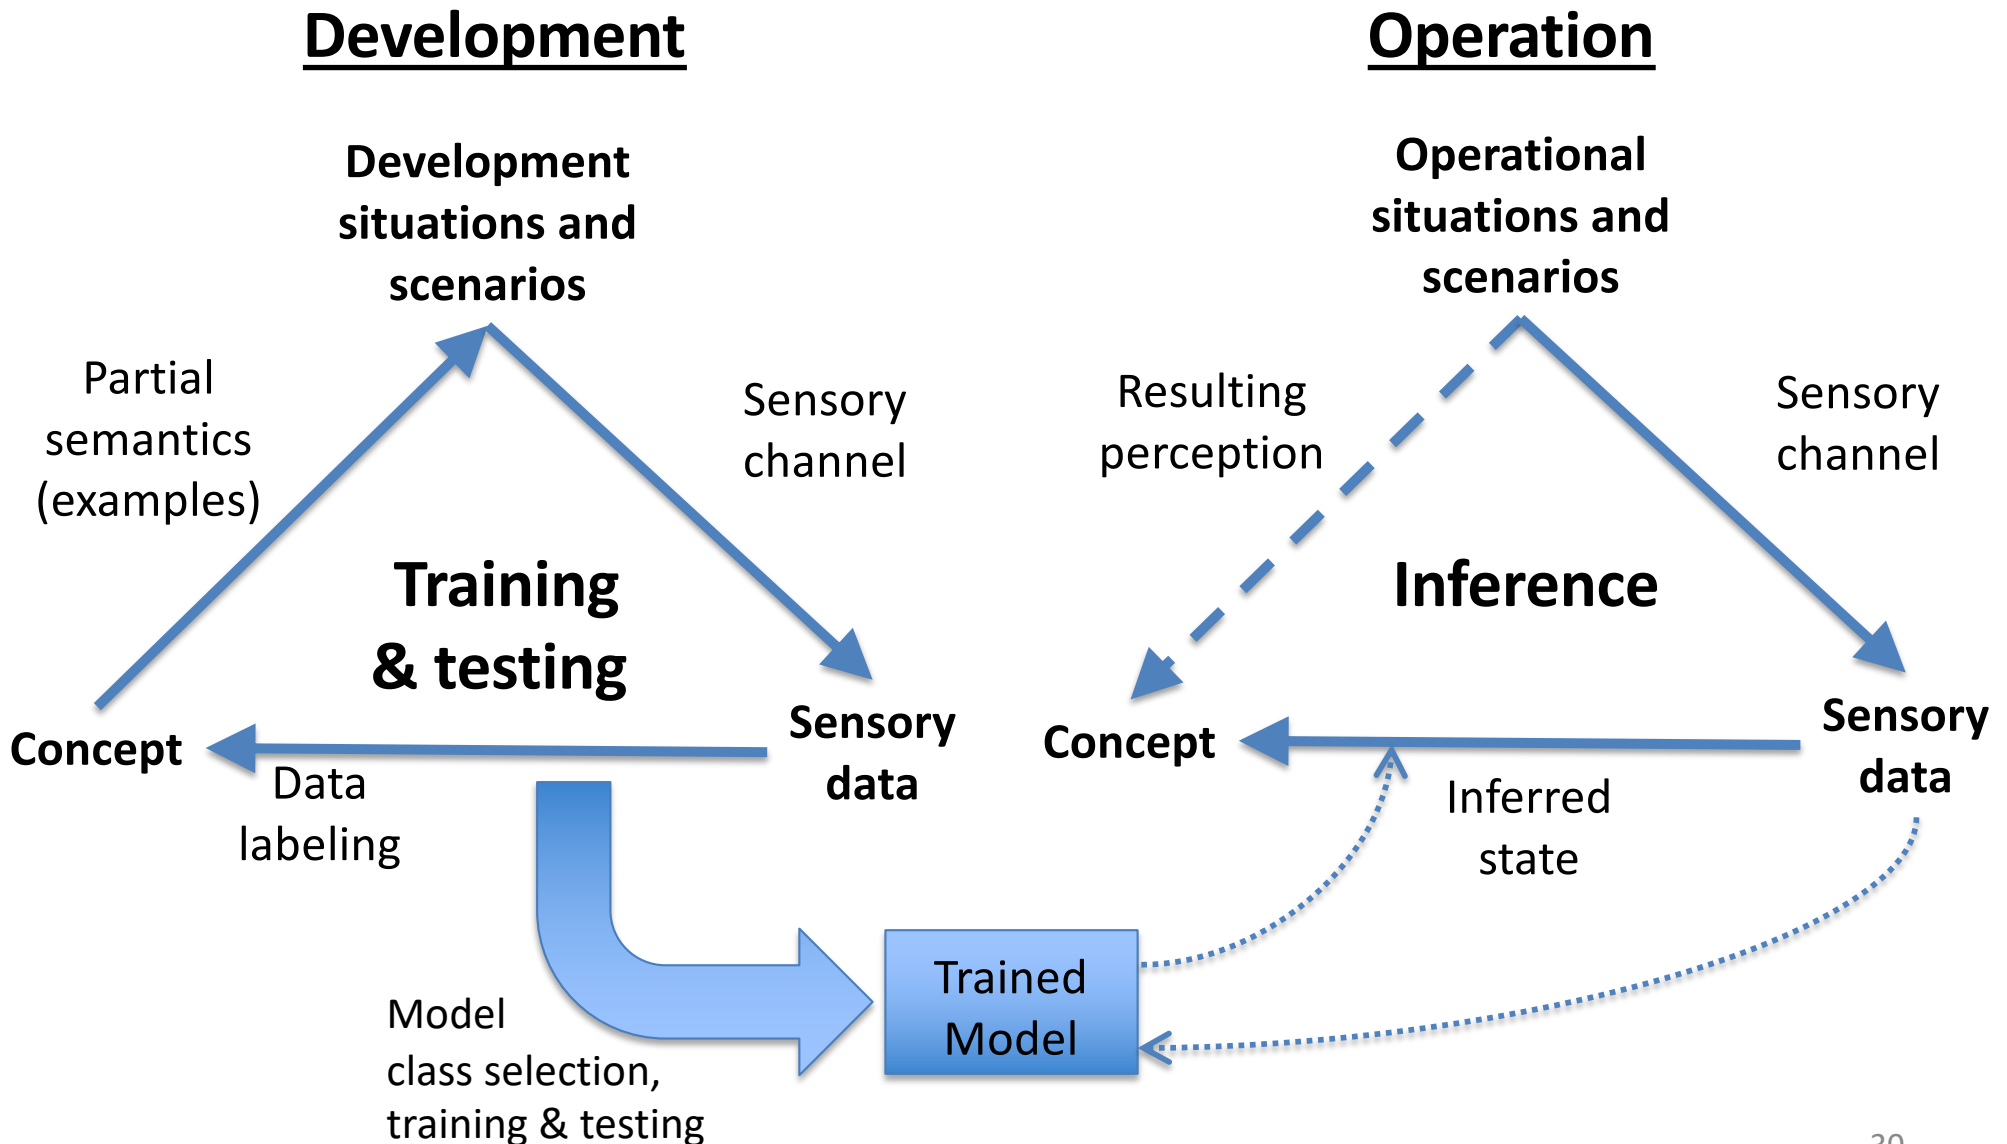 Development
Operation
Development
situations and
scenarios
Operational
situations and
scenarios
Partial
semantics
(examples)
Sensory
channel
Resulting
perception
Sensory
channel
Training
& testing
Inference
Concept
Sensory
data
Concept
Sensory
data
Data
labeling
Inferred
state
Trained
Model
Model
class selection,
training & testing